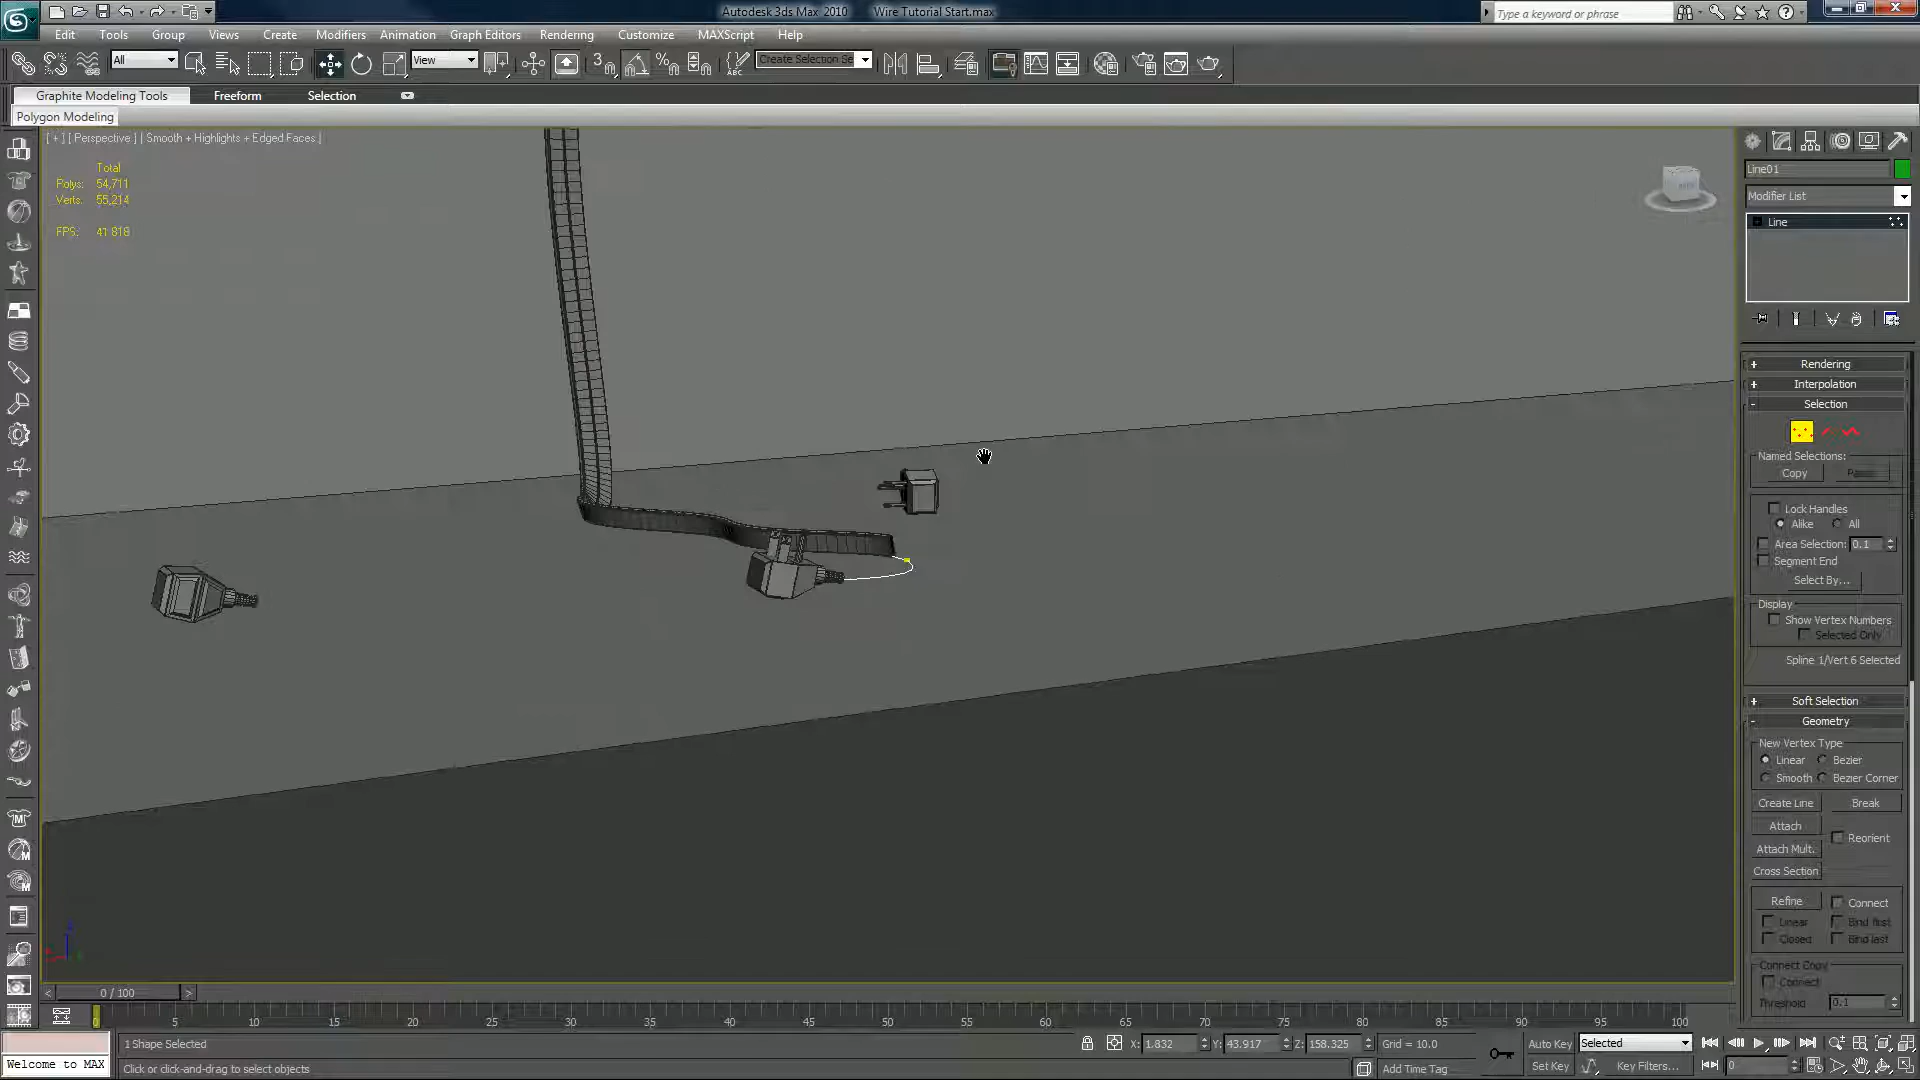 Autodesk 3ds Max 2010 Wire Tutorial Start.max
Type a keyword or phrase
Edit Tools Group Views Create Modifiers Animation Graph Editors Rendering Customize MAXScript Help
All View Create Selection Se
Graphite Modeling Tools Freeform Selection
Polygon Modeling
[ + ] [ Perspective ] [ Smooth + Highlights + Edged Faces ]
Total
Polys: 54,711
Verts: 55,214
FPS: 41.818
Line01
Modifier List
Line
+ Rendering
+ Interpolation
- Selection
Named Selections:
Copy Paste
Lock Handles
Alike All
Area Selection: 0.1
Segment End
Select By...
Display
Show Vertex Numbers
Selected Only
Spline 1/Vert 6 Selected
+ Soft Selection
- Geometry
New Vertex Type
Linear Bezier
Smooth Bezier Corner
Create Line Break
Attach Reorient
Attach Mult.
Cross Section
Refine Connect
Linear Bind first
Closed Bind last
Connect Copy
Connect
Threshold 0.1
< 0 / 100 >
0 5 10 15 20 25 30 35 40 45 50 55 60 65 70 75 80 85 90 95 100
1 Shape Selected X: 1.832 Y: 43.917 Z: 158.325 Grid = 10.0 Auto Key Selected
Welcome to MAX Click or click-and-drag to select objects Add Time Tag Set Key Key Filters... 0